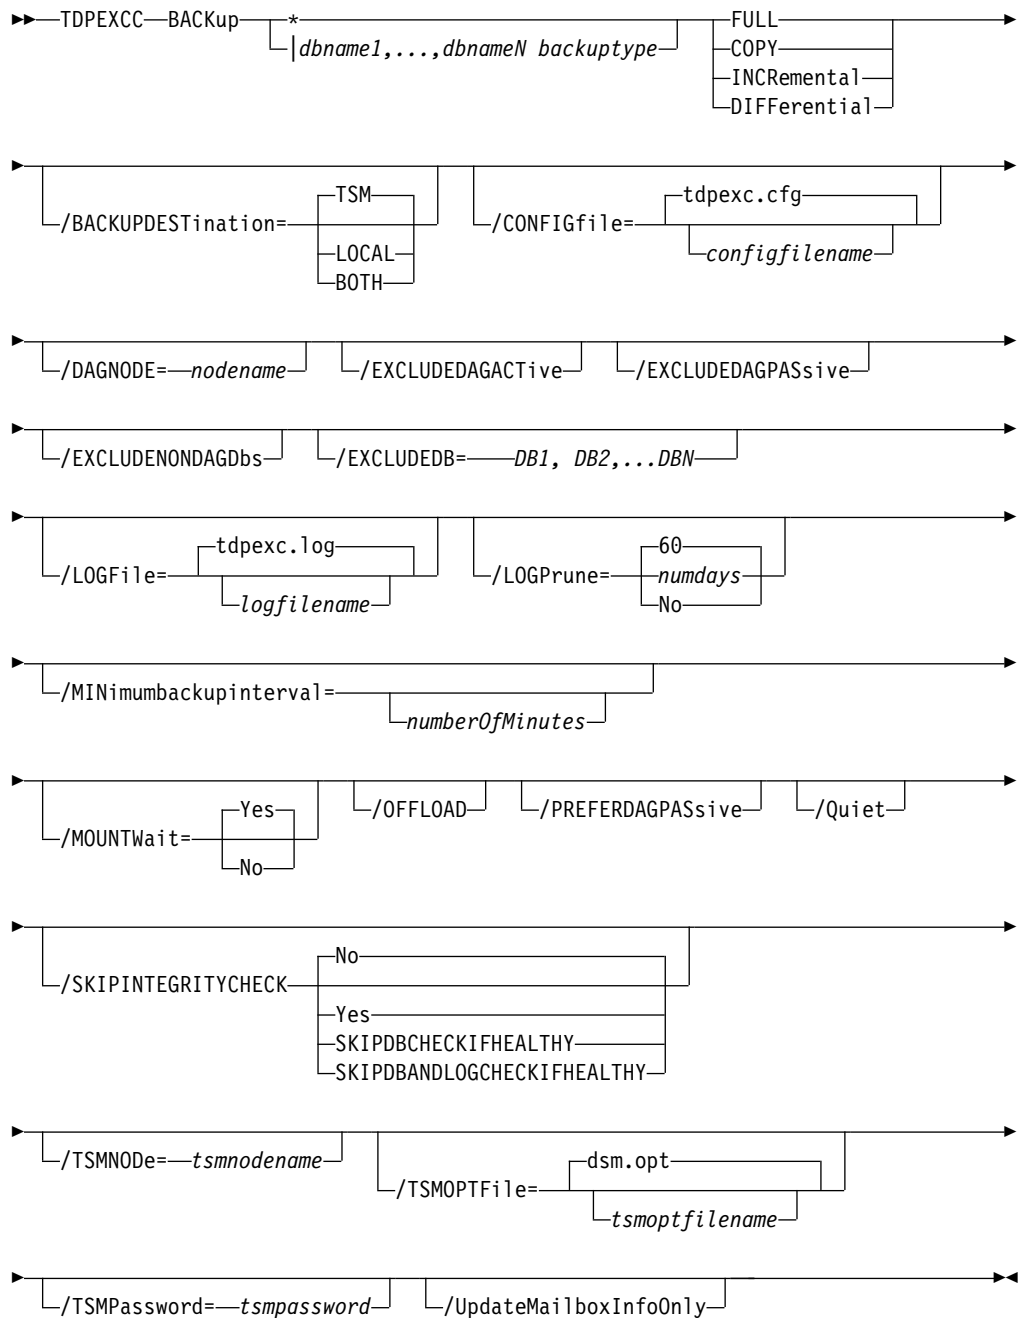 TDPEXCC BACKup * FULL
|dbname1,...,dbnameN backuptype COPY
INCRemental
DIFFerential
TSM tdpexc.cfg
/BACKUPDESTination= /CONFIGfile=
LOCAL configfilename
BOTH
/DAGNODE= nodename /EXCLUDEDAGACTive /EXCLUDEDAGPASsive
/EXCLUDENONDAGDbs /EXCLUDEDB= DB1, DB2,...DBN
tdpexc.log 60
/LOGFile= /LOGPrune= numdays
logfilename No
/MINimumbackupinterval=
numberOfMinutes
Yes /OFFLOAD /PREFERDAGPASsive /Quiet
/MOUNTWait=
No
No
/SKIPINTEGRITYCHECK
Yes
SKIPDBCHECKIFHEALTHY
SKIPDBANDLOGCHECKIFHEALTHY
/TSMNODe= tsmnodename dsm.opt
/TSMOPTFile=
tsmoptfilename
/TSMPassword= tsmpassword /UpdateMailboxInfoOnly